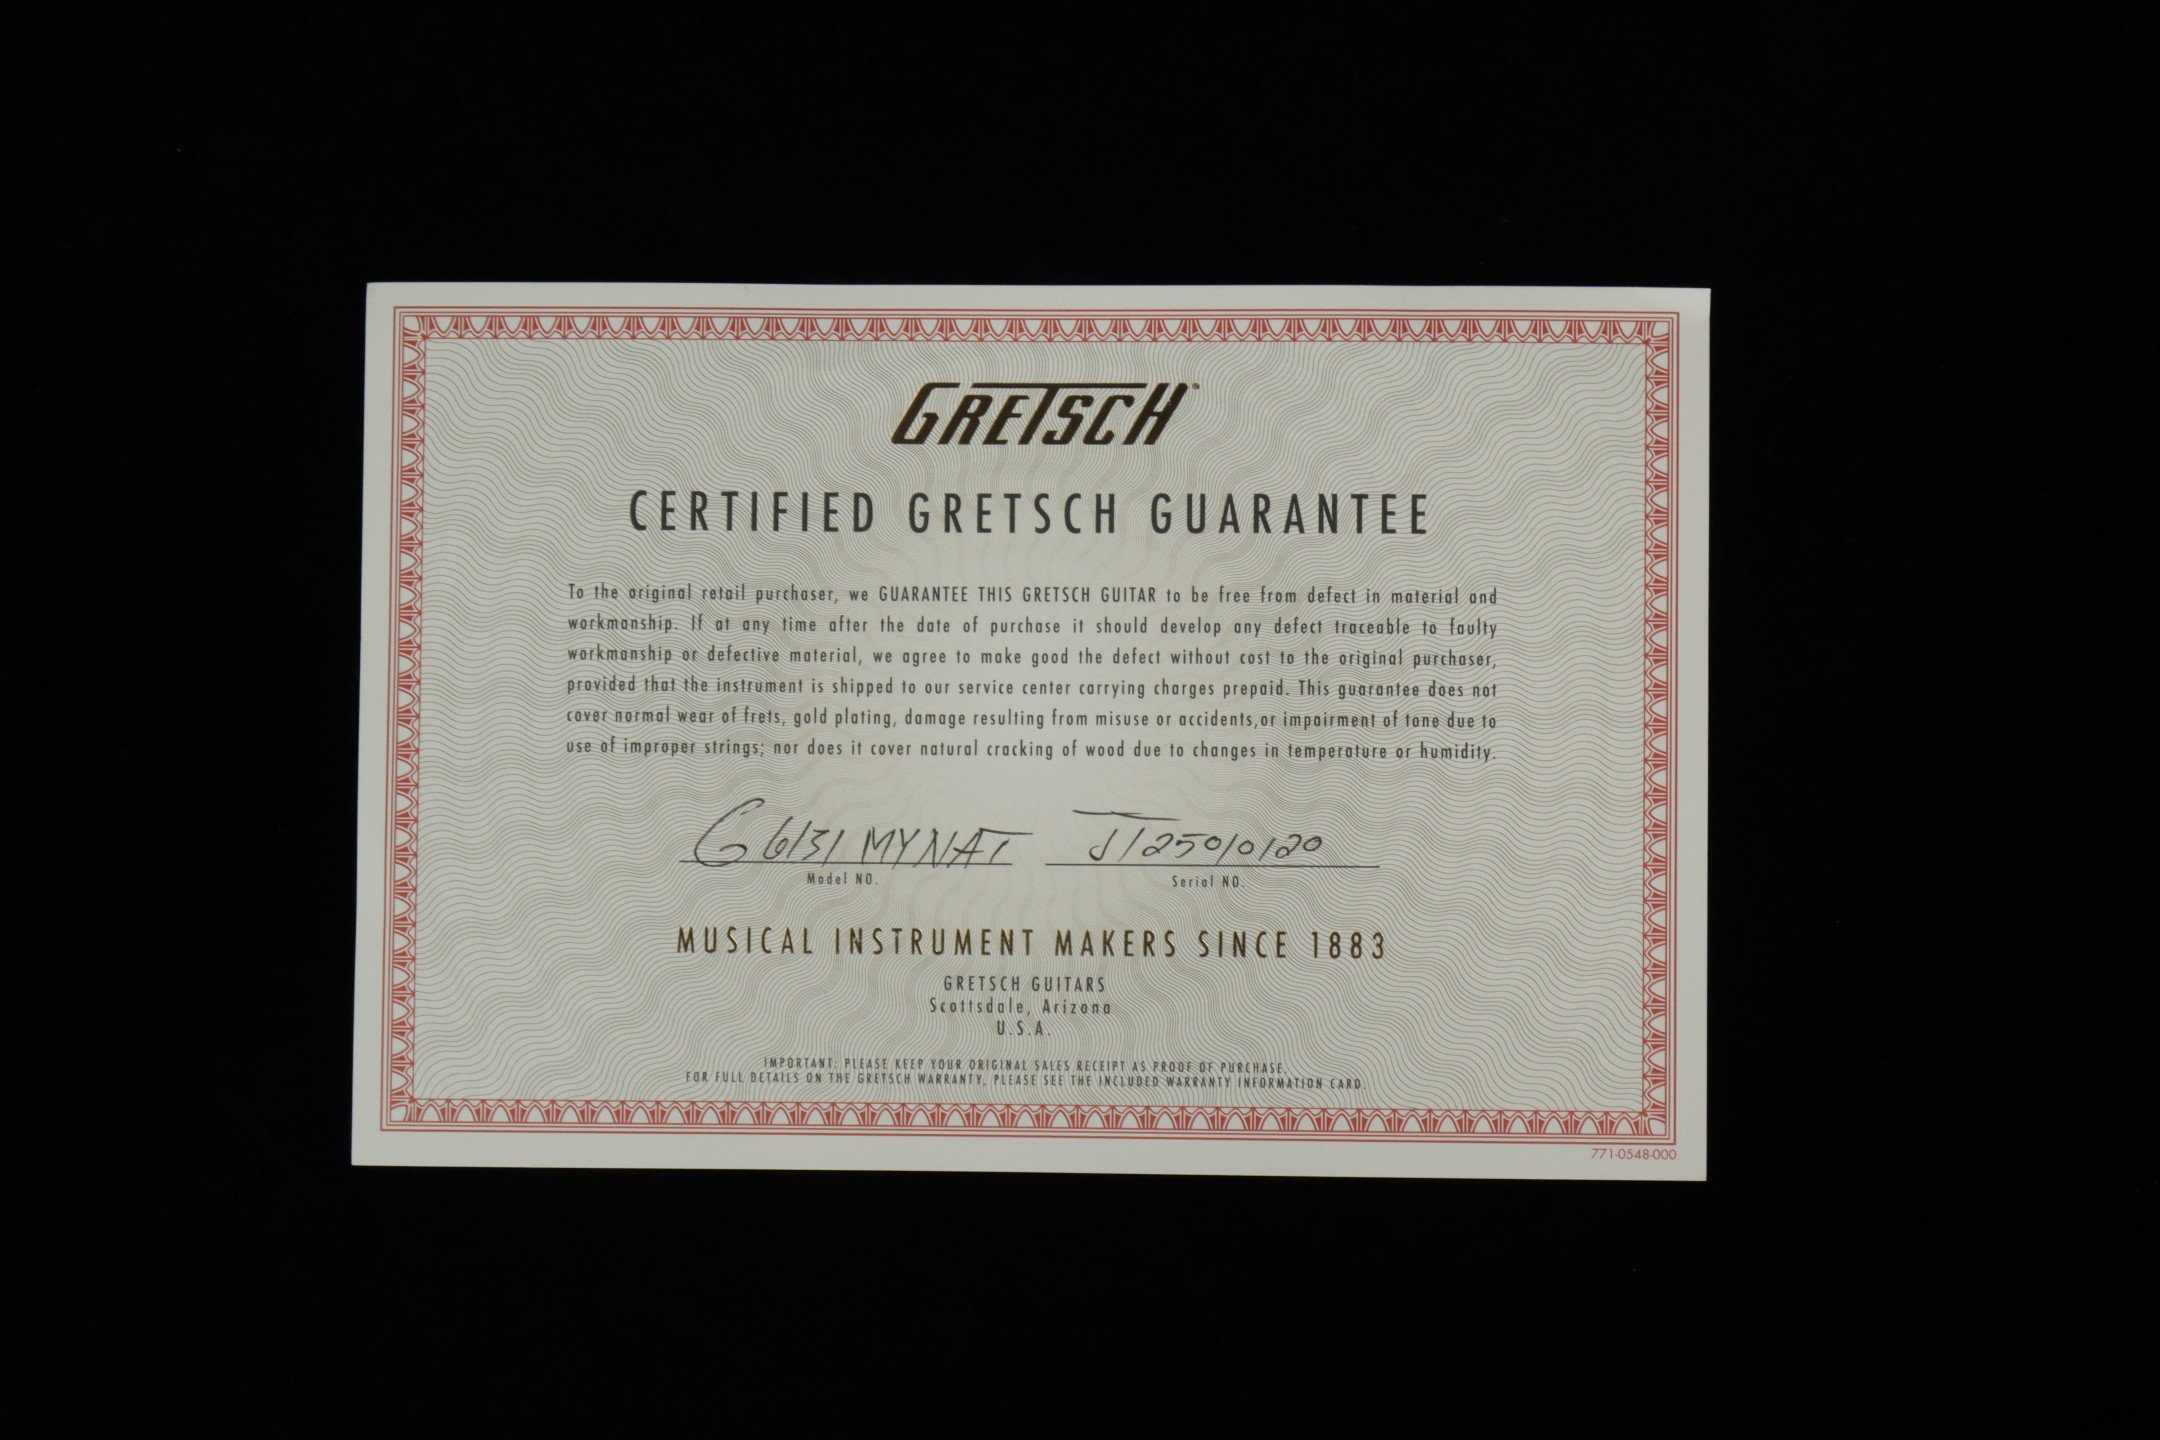 GRETSCH®
CERTIFIED GRETSCH GUARANTEE
To the original retail purchaser, we GUARANTEE THIS GRETSCH GUITAR to be free from defect in material and
workmanship. If at any time after the date of purchase it should develop any defect traceable to faulty
workmanship or defective material, we agree to make good the defect without cost to the original purchaser,
provided that the instrument is shipped to our service center carrying charges prepaid. This guarantee does not
cover normal wear of frets, gold plating, damage resulting from misuse or accidents,or impairment of tone due to
use of improper strings; nor does it cover natural cracking of wood due to changes in temperature or humidity.
G6131 MYNAT JT25010120
Model NO. Serial NO.
MUSICAL INSTRUMENT MAKERS SINCE 1883
GRETSCH GUITARS
Scottsdale, Arizona
U.S.A.
IMPORTANT: PLEASE KEEP YOUR ORIGINAL SALES RECEIPT AS PROOF OF PURCHASE.
FOR FULL DETAILS ON THE GRETSCH WARRANTY, PLEASE SEE THE INCLUDED WARRANTY INFORMATION CARD.
771-0548-000